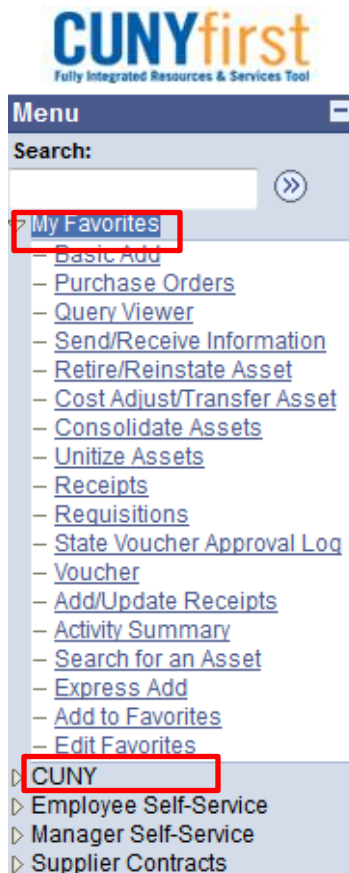 CUNYfirst
Fully Integrated Resources & Services Tool
Menu
Search:
My Favorites
– Basic Add
– Purchase Orders
– Query Viewer
– Send/Receive Information
– Retire/Reinstate Asset
– Cost Adjust/Transfer Asset
– Consolidate Assets
– Unitize Assets
– Receipts
– Requisitions
– State Voucher Approval Log
– Voucher
– Add/Update Receipts
– Activity Summary
– Search for an Asset
– Express Add
– Add to Favorites
– Edit Favorites
CUNY
Employee Self-Service
Manager Self-Service
Supplier Contracts